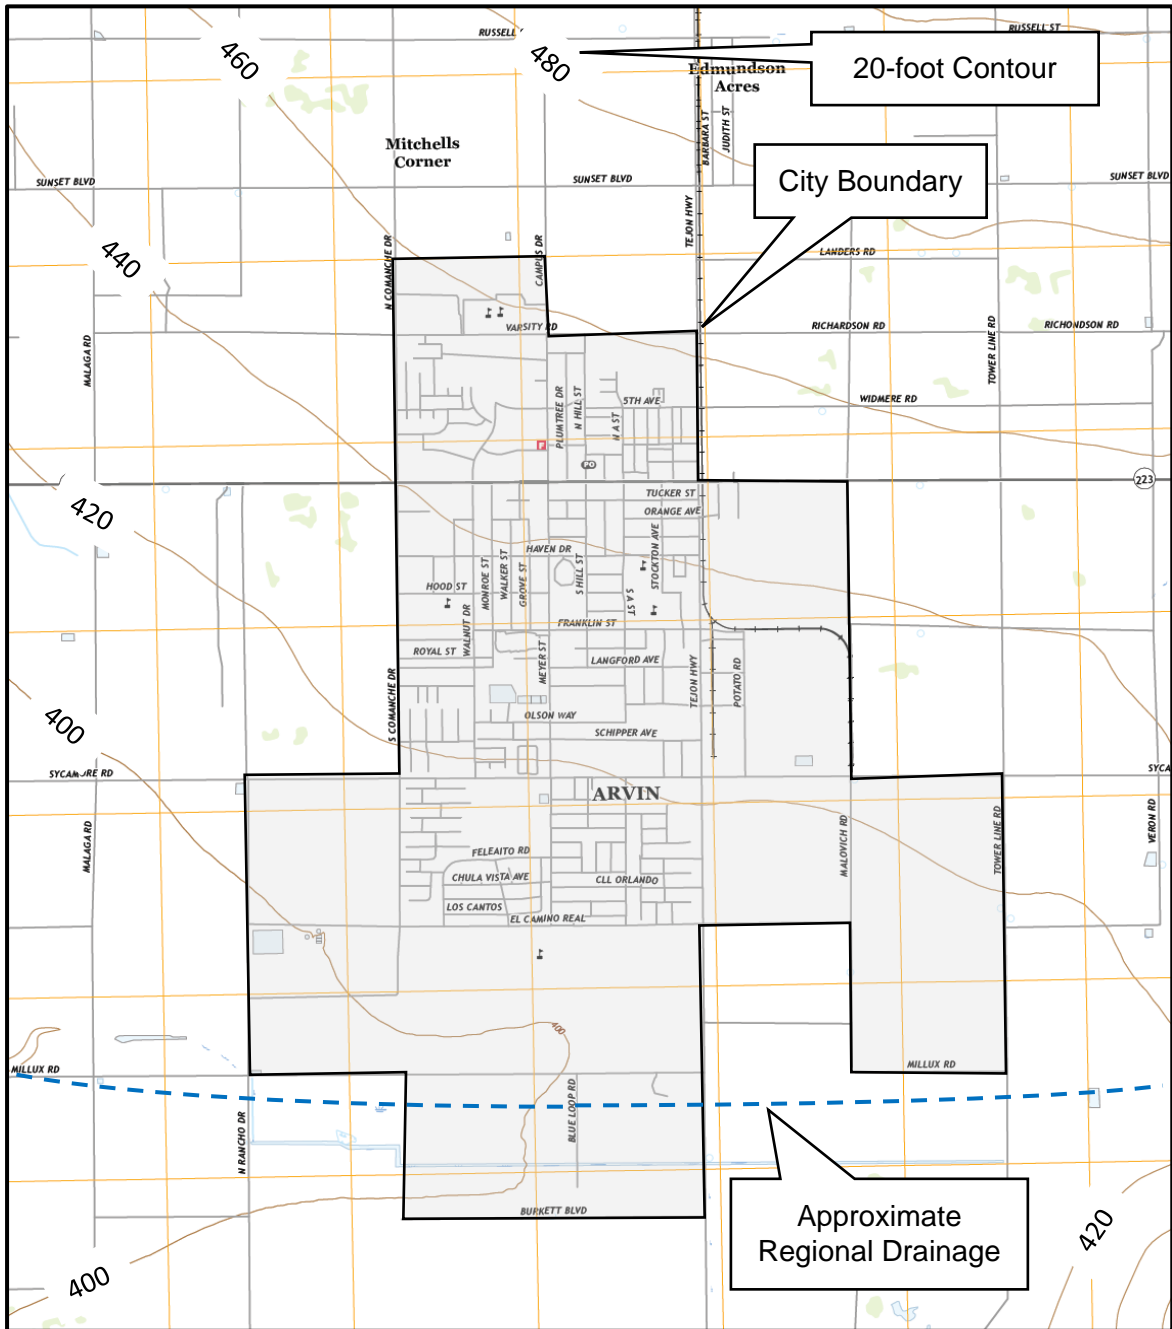 RUSSELL
RUSSELL ST
460
480
20-foot Contour
Edmundson
Acres
BARBARA ST
JUDITH ST
Mitchells
Corner
City Boundary
SUNSET BLVD
SUNSET BLVD
SUNSET BLVD
TEJON HWY
440
N COMANCHE DR
CAMPUS DR
LANDERS RD
VARSITY RD
RICHARDSON RD
RICHONDSON RD
MALAGA RD
TOWER LINE RD
PLUMTREE DR
N HILL ST
N A ST
5TH AVE
WIDMERE RD
PO
223
420
TUCKER ST
ORANGE AVE
HAVEN DR
STOCKTON AVE
S HILL ST
MONROE ST
WALKER ST
GROVE ST
HOOD ST
S A ST
WALNUT DR
FRANKLIN ST
ROYAL ST
MEYER ST
LANGFORD AVE
TEJON HWY
POTATO RD
S COMANCHE DR
400
OLSON WAY
SCHIPPER AVE
SYCAMORE RD
SYCA
ARVIN
MALAGA RD
MALOVICH RD
TOWER LINE RD
VERON RD
FELEAITO RD
CHULA VISTA AVE
CLL ORLANDO
LOS CANTOS
EL CAMINO REAL
400
MILLUX RD
MILLUX RD
N RANCHO DR
BLUE LOOP RD
BURKETT BLVD
Approximate
Regional Drainage
420
400